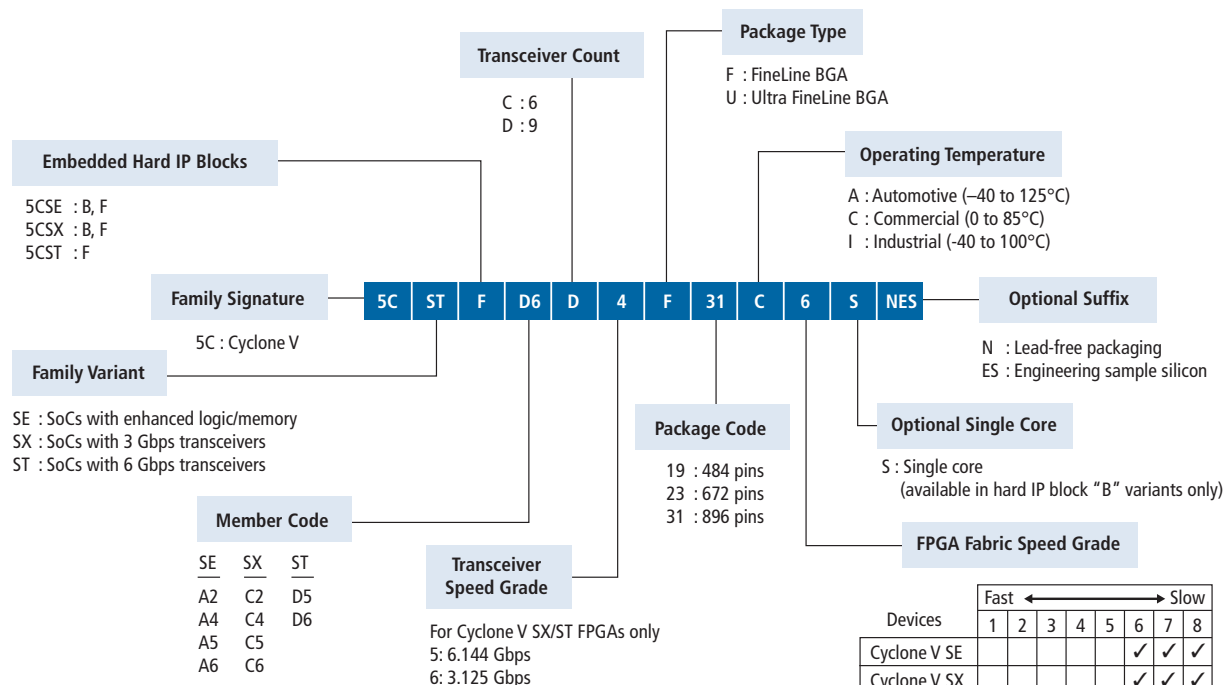 Package Type
F : FineLine BGA
U : Ultra FineLine BGA
Transceiver Count
C : 6
D : 9
Embedded Hard IP Blocks
5CSE : B, F
5CSX : B, F
5CST : F
Operating Temperature
A : Automotive (–40 to 125°C)
C : Commercial (0 to 85°C)
I : Industrial (-40 to 100°C)
Family Signature
5C ST F D6 D 4 F 31 C 6 S NES
5C : Cyclone V
Optional Suffix
N : Lead-free packaging
ES : Engineering sample silicon
Family Variant
SE : SoCs with enhanced logic/memory
SX : SoCs with 3 Gbps transceivers
ST : SoCs with 6 Gbps transceivers
Package Code
19 : 484 pins
23 : 672 pins
31 : 896 pins
Optional Single Core
S : Single core
(available in hard IP block "B" variants only)
Member Code
SE SX ST
A2 C2 D5
A4 C4 D6
A5 C5
A6 C6
Transceiver
Speed Grade
For Cyclone V SX/ST FPGAs only
5: 6.144 Gbps
6: 3.125 Gbps
FPGA Fabric Speed Grade
Fast Slow
Devices 1 2 3 4 5 6 7 8
Cyclone V SE ✓ ✓ ✓
Cyclone V SX ✓ ✓ ✓